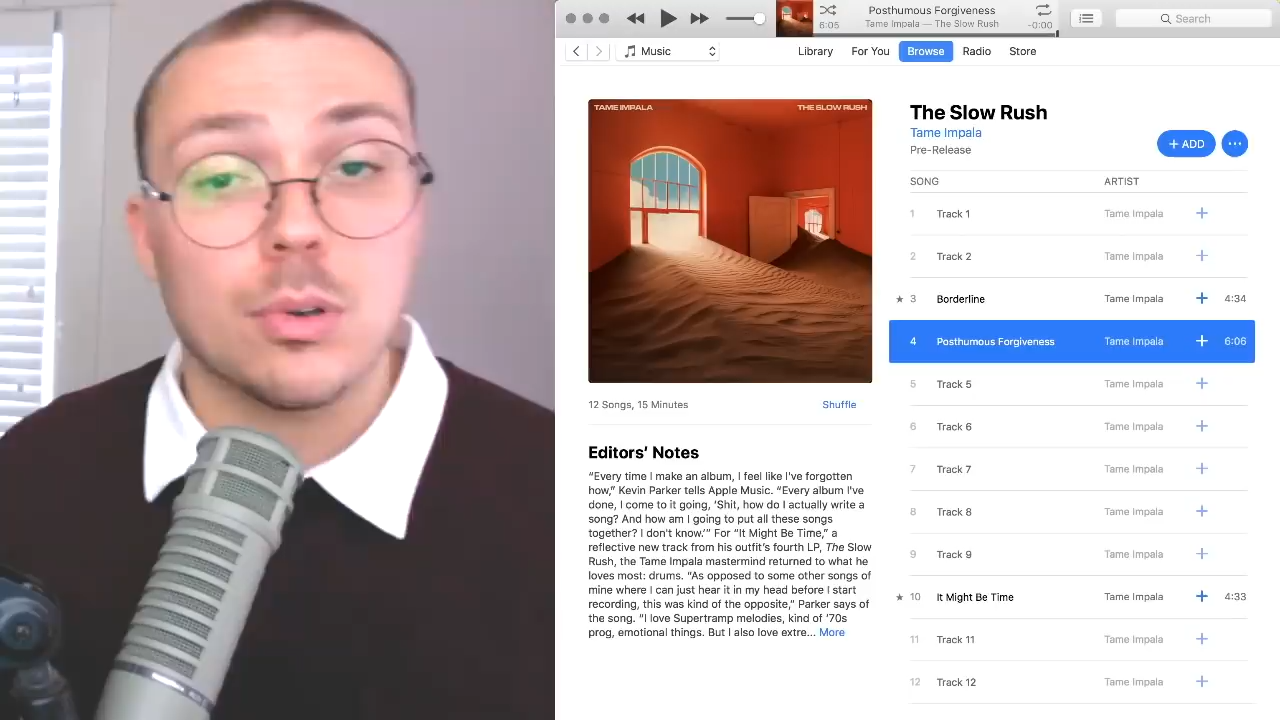 Posthumous Forgiveness
6:05
Tame Impala — The Slow Rush
-0:00
Search
Music
Library
For You
Browse
Radio
Store
TAME IMPALA
THE SLOW RUSH
12 Songs, 15 Minutes
Shuffle
Editors' Notes
“Every time I make an album, I feel like I've forgotten
how,” Kevin Parker tells Apple Music. “Every album I've
done, I come to it going, ‘Shit, how do I actually write a
song? And how am I going to put all these songs
together? I don't know.’” For “It Might Be Time,” a
reflective new track from his outfit's fourth LP, The Slow
Rush, the Tame Impala mastermind returned to what he
loves most: drums. “As opposed to some other songs of
mine where I can just hear it in my head before I start
recording, this was kind of the opposite,” Parker says of
the song. “I love Supertramp melodies, kind of '70s
prog, emotional things. But I also love extre... More
The Slow Rush
Tame Impala
Pre-Release
+ ADD
SONG ARTIST
1 Track 1 Tame Impala +
2 Track 2 Tame Impala +
★ 3 Borderline Tame Impala + 4:34
4 Posthumous Forgiveness Tame Impala + 6:06
5 Track 5 Tame Impala +
6 Track 6 Tame Impala +
7 Track 7 Tame Impala +
8 Track 8 Tame Impala +
9 Track 9 Tame Impala +
★ 10 It Might Be Time Tame Impala + 4:33
11 Track 11 Tame Impala +
12 Track 12 Tame Impala +